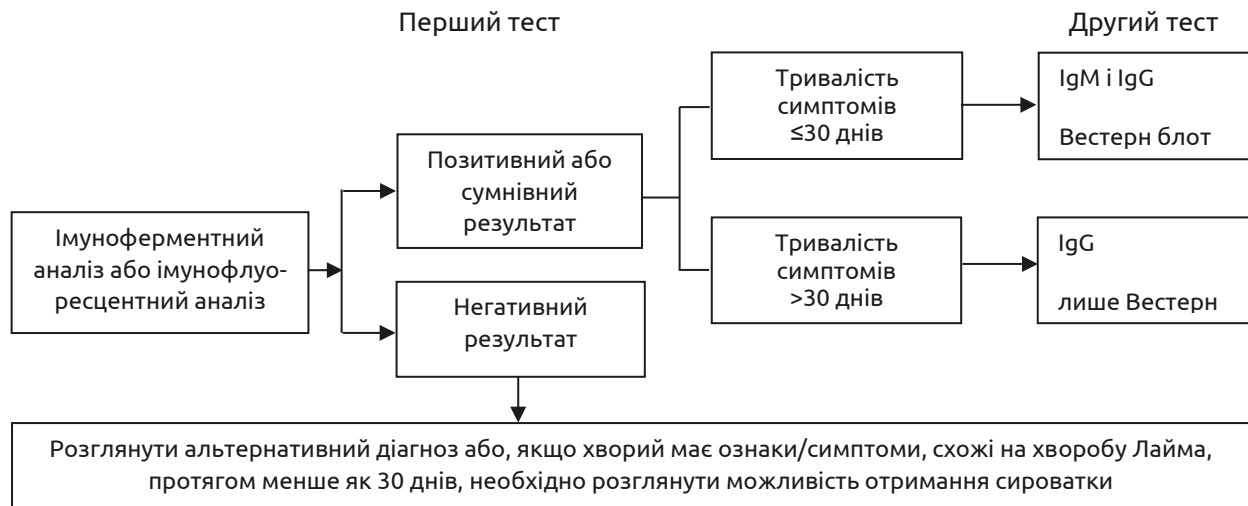 Перший тест
Другий тест
Тривалість
симптомів
≤30 днів
IgM і IgG
Вестерн блот
Позитивний або
сумнівний
результат
Імуноферментний
аналіз або імунофлуо-
ресцентний аналіз
Тривалість
симптомів
>30 днів
IgG
лише Вестерн
Негативний
результат
Розглянути альтернативний діагноз або, якщо хворий має ознаки/симптоми, схожі на хворобу Лайма,
протягом менше як 30 днів, необхідно розглянути можливість отримання сироватки